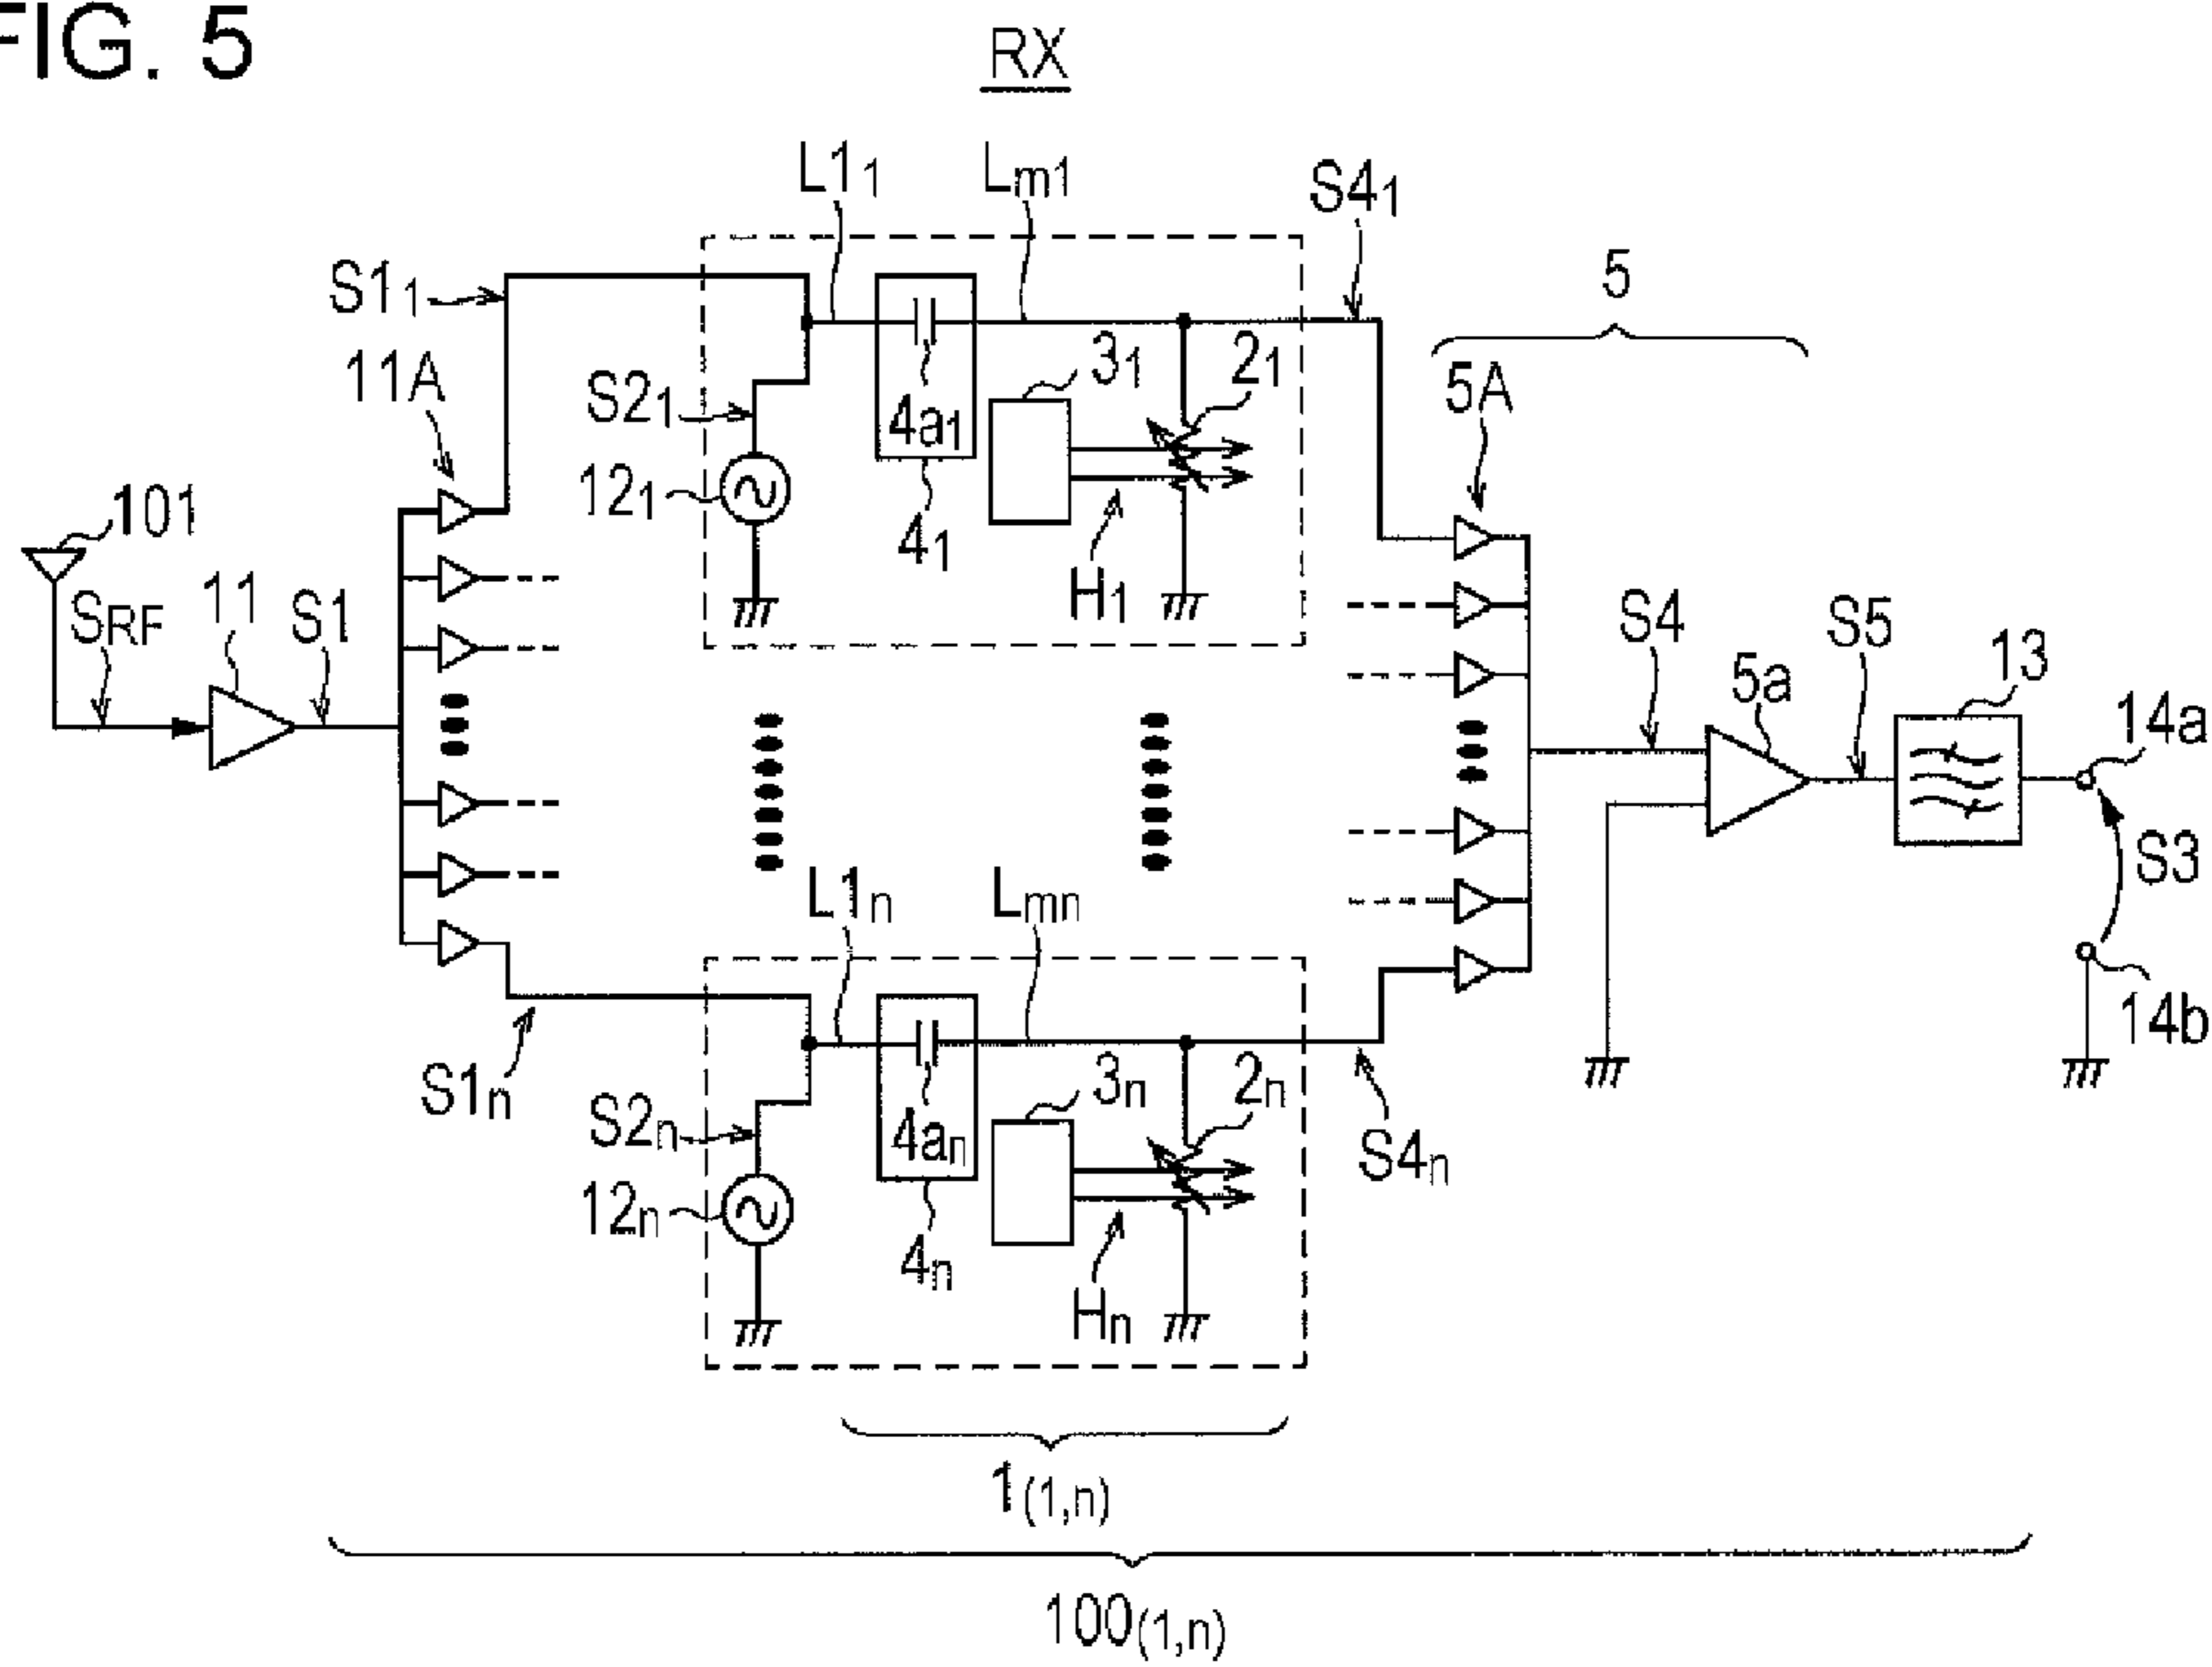 FIG. 5
RX
L1₁
Lm1
S4₁
S1₁
5
11A
S2₁
3₁
2₁
5A
4a₁
12₁
4₁
H₁
101
SRF
11
S1
S4
S5
5a
13
14a
S3
14b
L1n
Lmn
S1n
S2n
3n
2n
4an
S4n
12n
4n
Hn
1(1,n)
100(1,n)